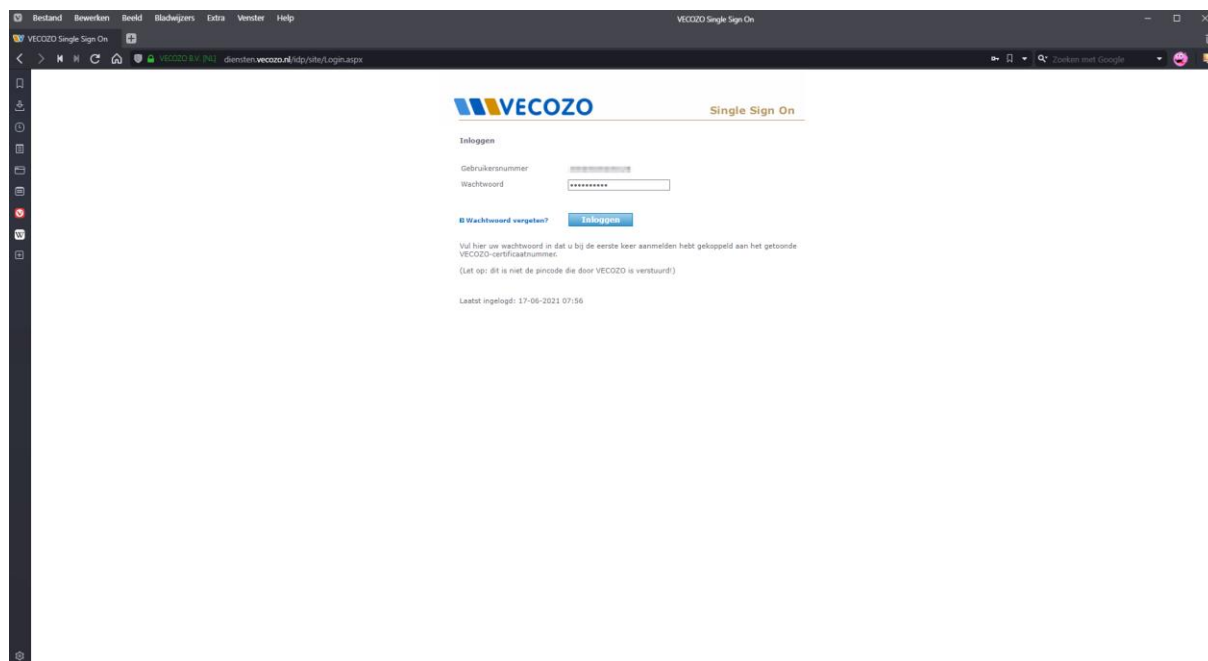 Bestand Bewerken Beeld Bladwijzers Extra Venster Help
VECOZO Single Sign On
VECOZO Single Sign On
VECOZO B.V. [NL] diensten.vecozo.nl/idp/site/Login.aspx
Zoeken met Google
VECOZO
Single Sign On
Inloggen
Gebruikersnummer
Wachtwoord ••••••••••
Wachtwoord vergeten? Inloggen
Vul hier uw wachtwoord in dat u bij de eerste keer aanmelden hebt gekoppeld aan het getoonde
VECOZO-certificaatnummer.
(Let op: dit is niet de pincode die door VECOZO is verstuurd!)
Laatst ingelogd: 17-06-2021 07:56